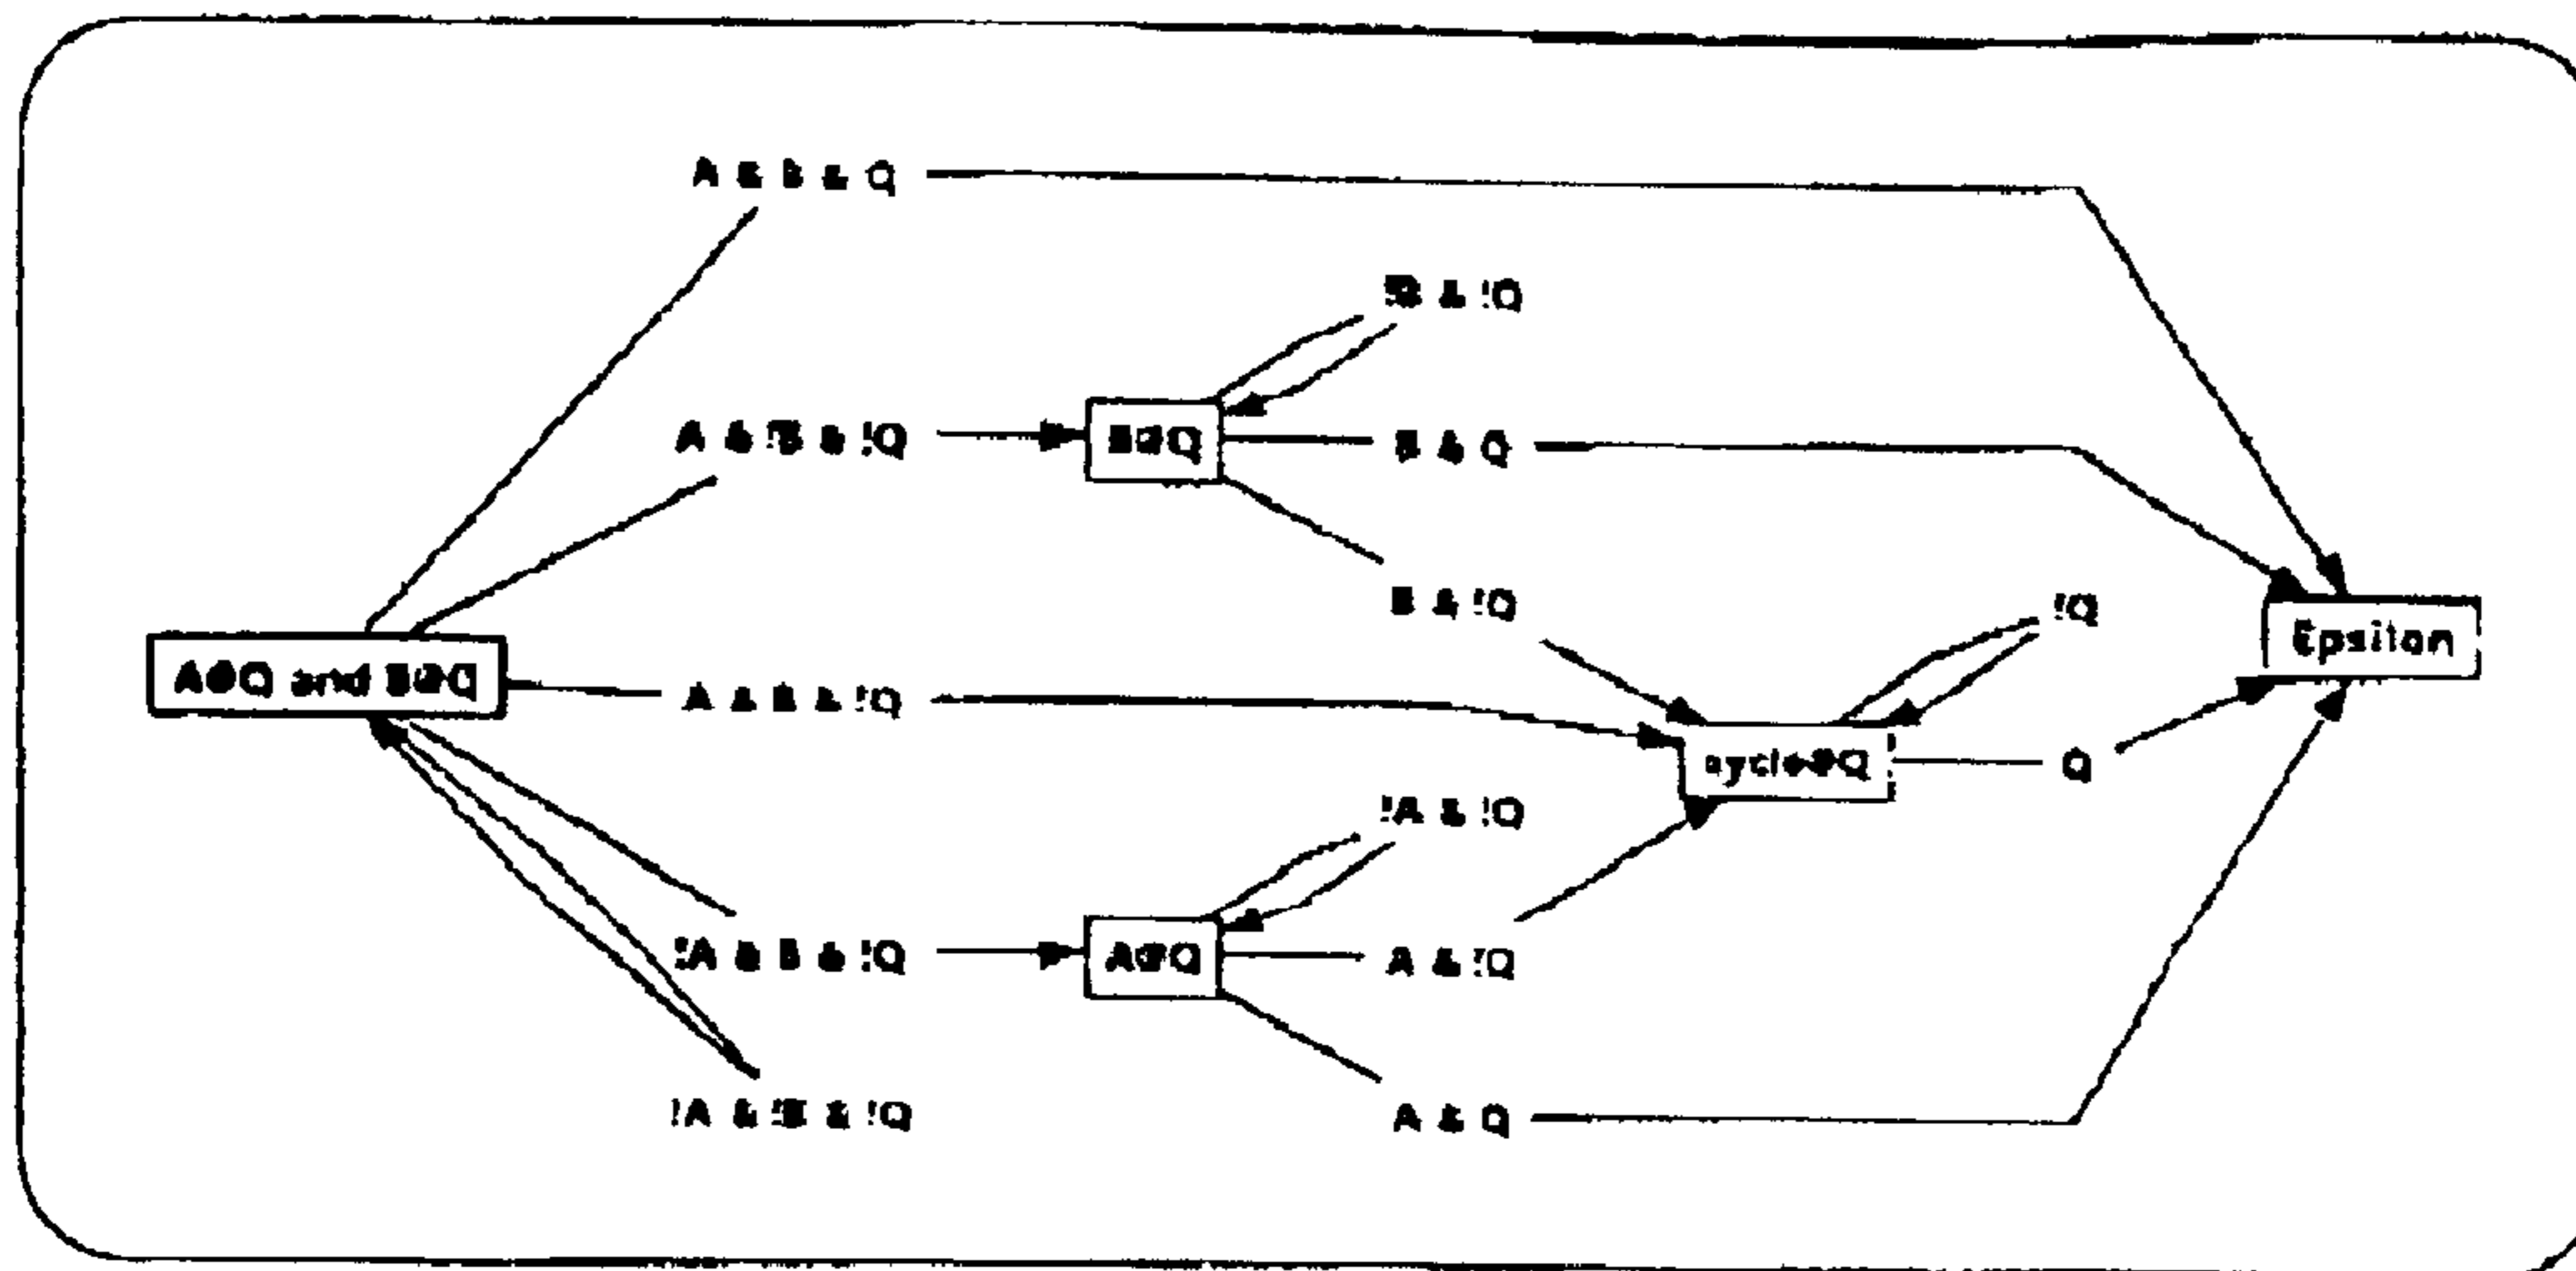 A & B & Q
!B & !Q
A & !B & !Q
B@Q
B & Q
B & !Q
!Q
Epsilon
A@Q and B@Q
A & B & !Q
cycle@Q
Q
!A & !Q
!A & B & !Q
A@Q
A & !Q
!A & !B & !Q
A & Q